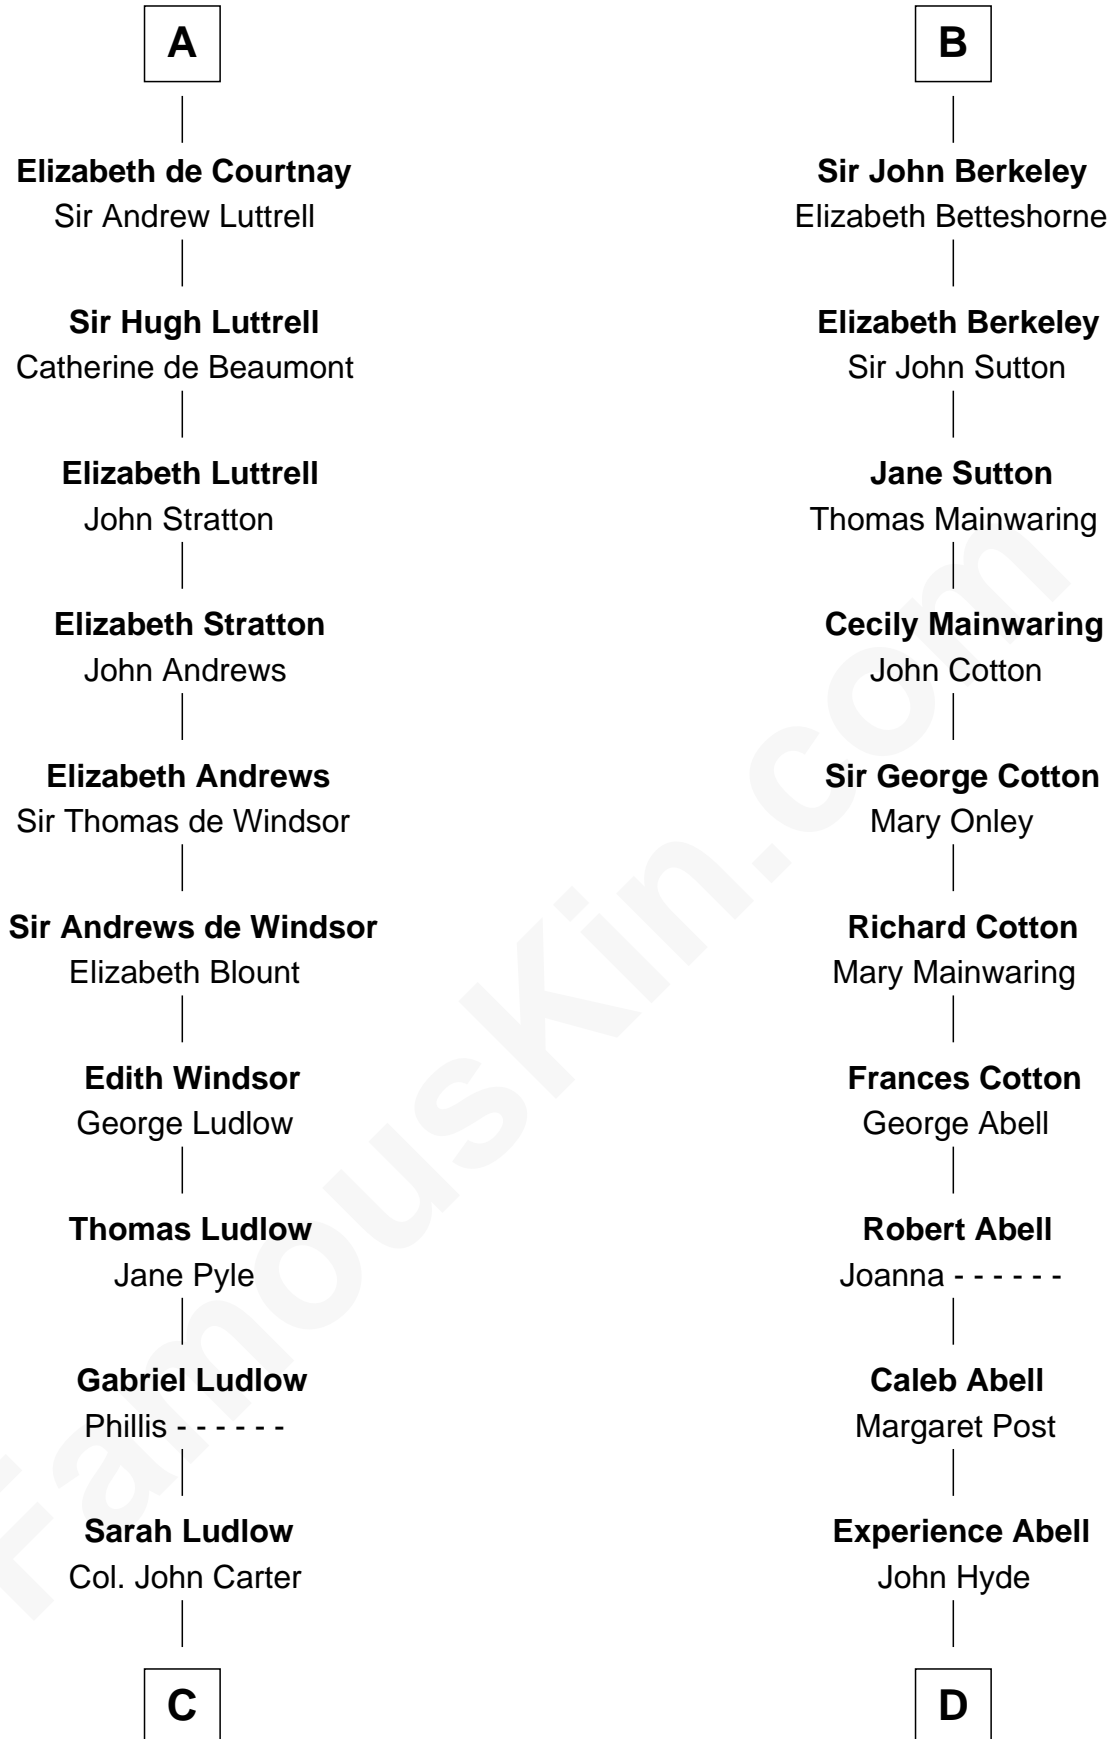 A
Elizabeth de Courtnay
Sir Andrew Luttrell
Sir Hugh Luttrell
Catherine de Beaumont
Elizabeth Luttrell
John Stratton
Elizabeth Stratton
John Andrews
Elizabeth Andrews
Sir Thomas de Windsor
Sir Andrews de Windsor
Elizabeth Blount
Edith Windsor
George Ludlow
Thomas Ludlow
Jane Pyle
Gabriel Ludlow
Phillis - - - - - -
Sarah Ludlow
Col. John Carter
C
B
Sir John Berkeley
Elizabeth Betteshorne
Elizabeth Berkeley
Sir John Sutton
Jane Sutton
Thomas Mainwaring
Cecily Mainwaring
John Cotton
Sir George Cotton
Mary Onley
Richard Cotton
Mary Mainwaring
Frances Cotton
George Abell
Robert Abell
Joanna - - - - - -
Caleb Abell
Margaret Post
Experience Abell
John Hyde
D
FamousKin.com